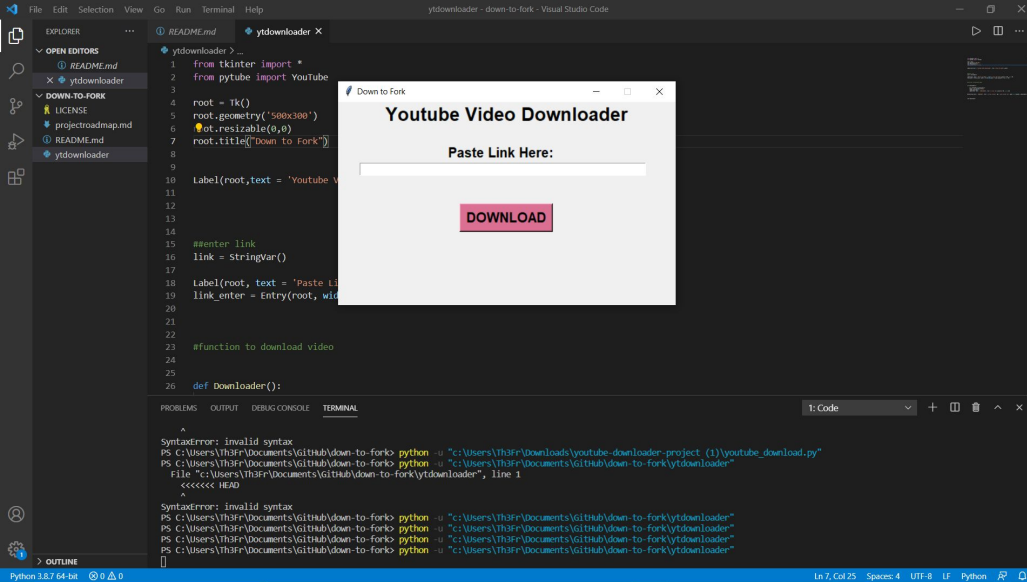 File Edit Selection View Go Run Terminal Help
ytdownloader - down-to-fork - Visual Studio Code
EXPLORER
OPEN EDITORS
README.md
ytdownloader
DOWN-TO-FORK
LICENSE
projectroadmap.md
README.md
ytdownloader
OUTLINE
README.md
ytdownloader
ytdownloader > ...
1 from tkinter import *
2 from pytube import YouTube
3
4 root = Tk()
5 root.geometry('500x300')
6 ot.resizable(0,0)
7 root.title("Down to Fork")
8
9
10 Label(root,text = 'Youtube V
11
12
13
14
15 ##enter link
16 link = StringVar()
17
18 Label(root, text = 'Paste Li
19 link_enter = Entry(root, wid
20
21
22
23 #function to download video
24
25
26 def Downloader():
Down to Fork
Youtube Video Downloader
Paste Link Here:
DOWNLOAD
PROBLEMS OUTPUT DEBUG CONSOLE TERMINAL
1: Code
^
SyntaxError: invalid syntax
PS C:\Users\Th3Fr\Documents\GitHub\down-to-fork> python -u "c:\Users\Th3Fr\Downloads\youtube-downloader-project (1)\youtube_download.py"
PS C:\Users\Th3Fr\Documents\GitHub\down-to-fork> python -u "c:\Users\Th3Fr\Documents\GitHub\down-to-fork\ytdownloader"
File "c:\Users\Th3Fr\Documents\GitHub\down-to-fork\ytdownloader", line 1
<<<<<<< HEAD
^
SyntaxError: invalid syntax
PS C:\Users\Th3Fr\Documents\GitHub\down-to-fork> python -u "c:\Users\Th3Fr\Documents\GitHub\down-to-fork\ytdownloader"
PS C:\Users\Th3Fr\Documents\GitHub\down-to-fork> python -u "c:\Users\Th3Fr\Documents\GitHub\down-to-fork\ytdownloader"
PS C:\Users\Th3Fr\Documents\GitHub\down-to-fork> python -u "c:\Users\Th3Fr\Documents\GitHub\down-to-fork\ytdownloader"
PS C:\Users\Th3Fr\Documents\GitHub\down-to-fork> python -u "c:\Users\Th3Fr\Documents\GitHub\down-to-fork\ytdownloader"
1
Python 3.8.7 64-bit 0 0
Ln 7, Col 25 Spaces: 4 UTF-8 LF Python